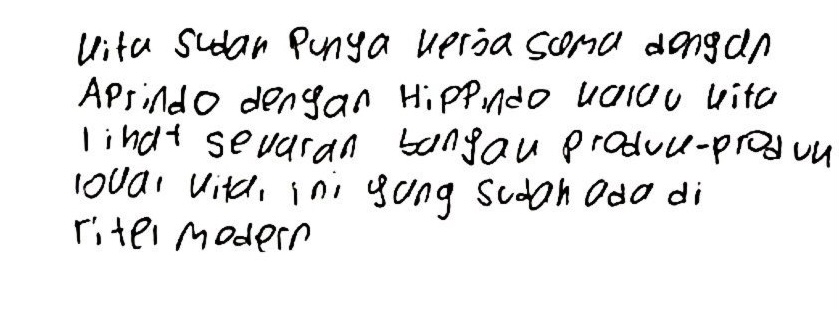 kita sudah Punya kerja sama dengan
Aprindo dengan Hippindo kalau kita
lihat sekarang bangak produk-produk
lokal kita, ini yang sudah ada di
ritel modern